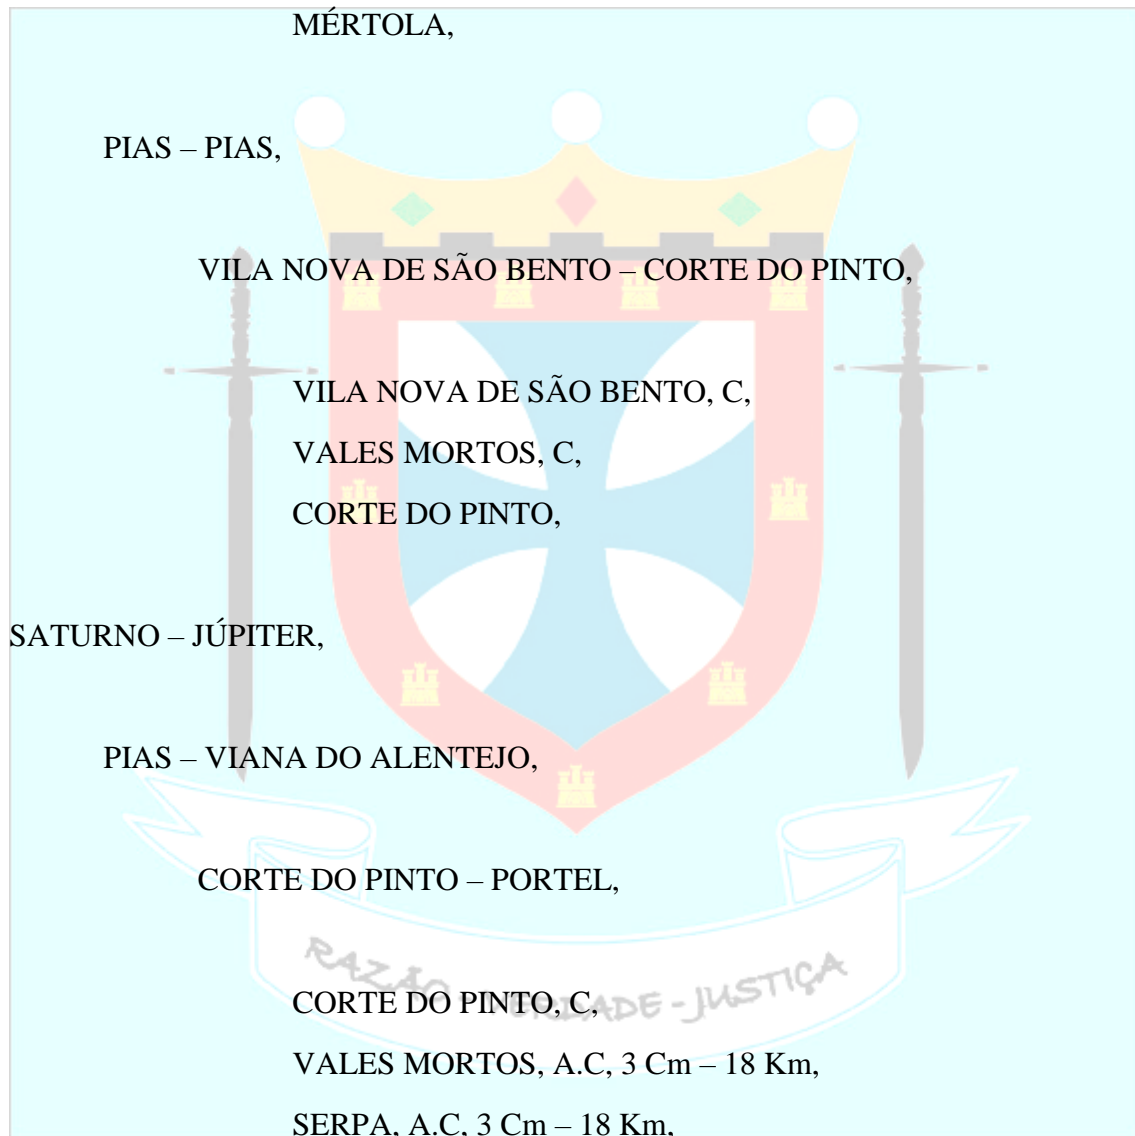 MÉRTOLA,
PIAS – PIAS,
VILA NOVA DE SÃO BENTO – CORTE DO PINTO,
VILA NOVA DE SÃO BENTO, C,
VALES MORTOS, C,
CORTE DO PINTO,
SATURNO – JÚPITER,
PIAS – VIANA DO ALENTEJO,
CORTE DO PINTO – PORTEL,
RAZÃO - VERDADE - JUSTIÇA
CORTE DO PINTO, C,
VALES MORTOS, A.C, 3 Cm – 18 Km,
SERPA, A.C, 3 Cm – 18 Km,